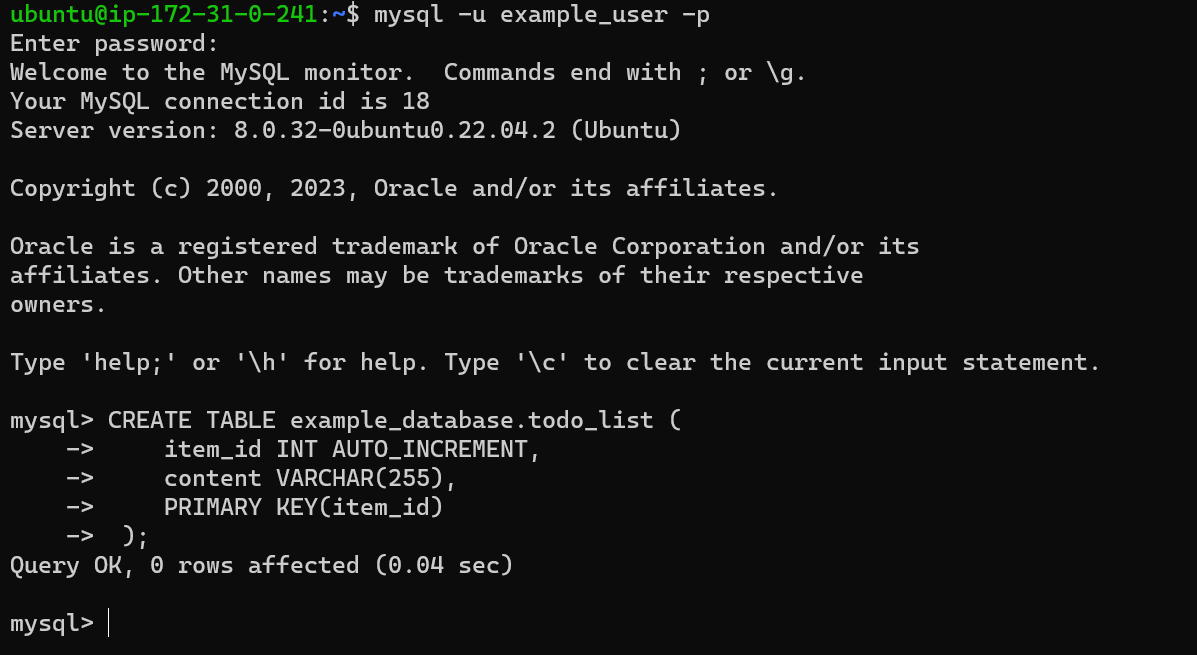 ubuntu@ip-172-31-0-241:~$ mysql -u example_user -p
Enter password:
Welcome to the MySQL monitor.  Commands end with ; or \g.
Your MySQL connection id is 18
Server version: 8.0.32-0ubuntu0.22.04.2 (Ubuntu)

Copyright (c) 2000, 2023, Oracle and/or its affiliates.

Oracle is a registered trademark of Oracle Corporation and/or its
affiliates. Other names may be trademarks of their respective
owners.

Type 'help;' or '\h' for help. Type '\c' to clear the current input statement.

mysql> CREATE TABLE example_database.todo_list (
    ->     item_id INT AUTO_INCREMENT,
    ->     content VARCHAR(255),
    ->     PRIMARY KEY(item_id)
    ->  );
Query OK, 0 rows affected (0.04 sec)

mysql>